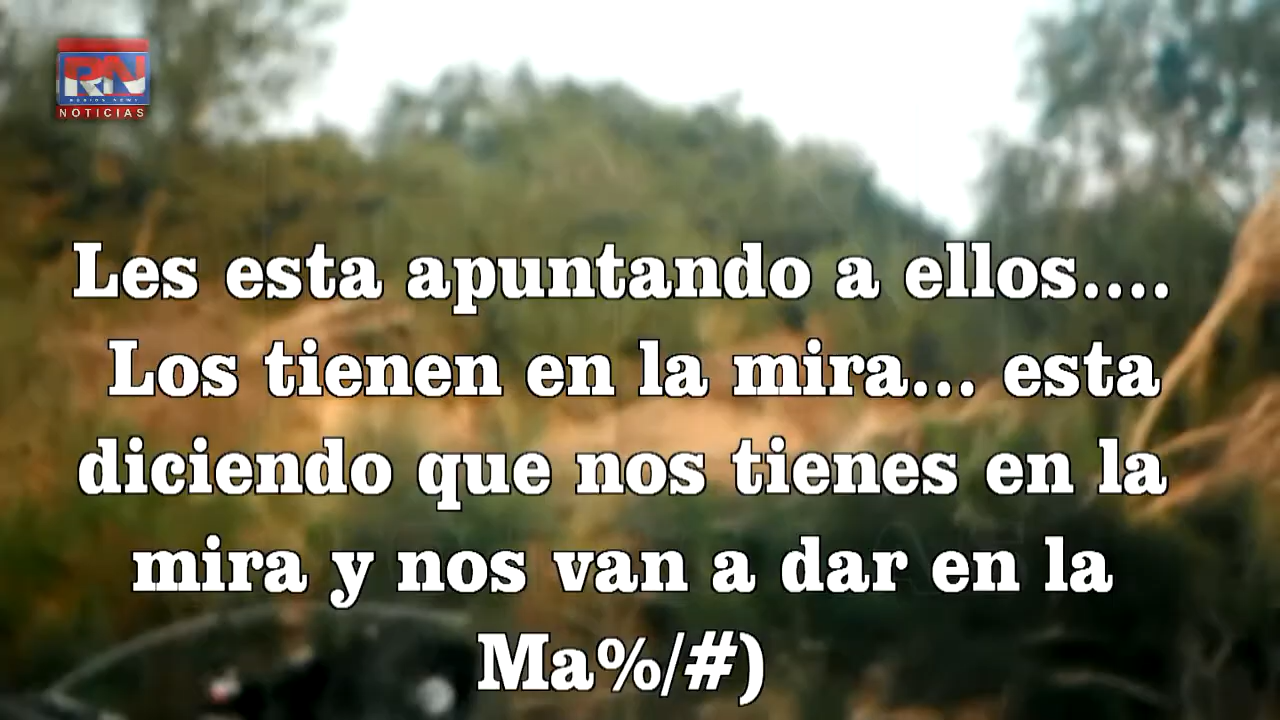 RN
NOTICIAS
Les esta apuntando a ellos....
Los tienen en la mira... esta
diciendo que nos tienes en la
mira y nos van a dar en la
Ma%/#)